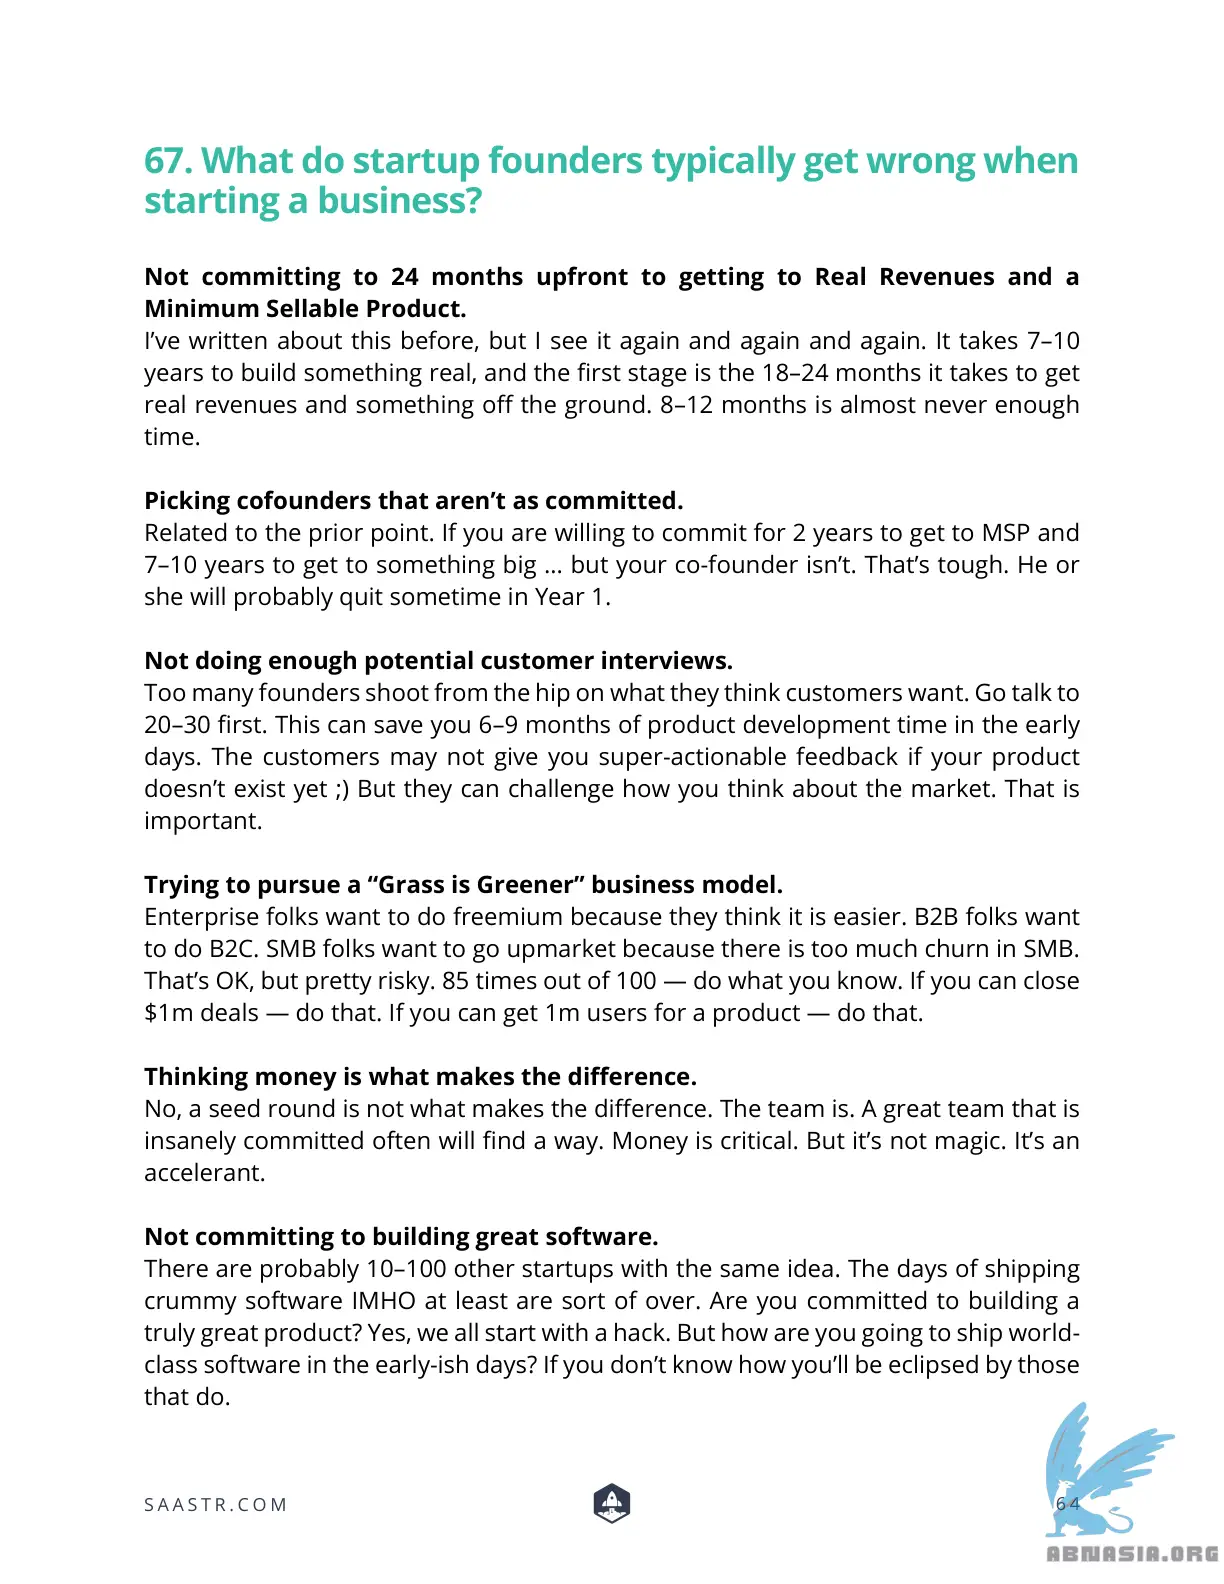 67. What do startup founders typically get wrong when
starting a business?
Not committing to 24 months upfront to getting to Real Revenues and a
Minimum Sellable Product.
I’ve written about this before, but I see it again and again and again. It takes 7–10
years to build something real, and the first stage is the 18–24 months it takes to get
real revenues and something off the ground. 8–12 months is almost never enough
time.
Picking cofounders that aren’t as committed.
Related to the prior point. If you are willing to commit for 2 years to get to MSP and
7–10 years to get to something big … but your co-founder isn’t. That’s tough. He or
she will probably quit sometime in Year 1.
Not doing enough potential customer interviews.
Too many founders shoot from the hip on what they think customers want. Go talk to
20–30 first. This can save you 6–9 months of product development time in the early
days. The customers may not give you super-actionable feedback if your product
doesn’t exist yet ;) But they can challenge how you think about the market. That is
important.
Trying to pursue a “Grass is Greener” business model.
Enterprise folks want to do freemium because they think it is easier. B2B folks want
to do B2C. SMB folks want to go upmarket because there is too much churn in SMB.
That’s OK, but pretty risky. 85 times out of 100 — do what you know. If you can close
$1m deals — do that. If you can get 1m users for a product — do that.
Thinking money is what makes the difference.
No, a seed round is not what makes the difference. The team is. A great team that is
insanely committed often will find a way. Money is critical. But it’s not magic. It’s an
accelerant.
Not committing to building great software.
There are probably 10–100 other startups with the same idea. The days of shipping
crummy software IMHO at least are sort of over. Are you committed to building a
truly great product? Yes, we all start with a hack. But how are you going to ship world-
class software in the early-ish days? If you don’t know how you’ll be eclipsed by those
that do.
SAASTR.COM
64
ABNASIA.ORG